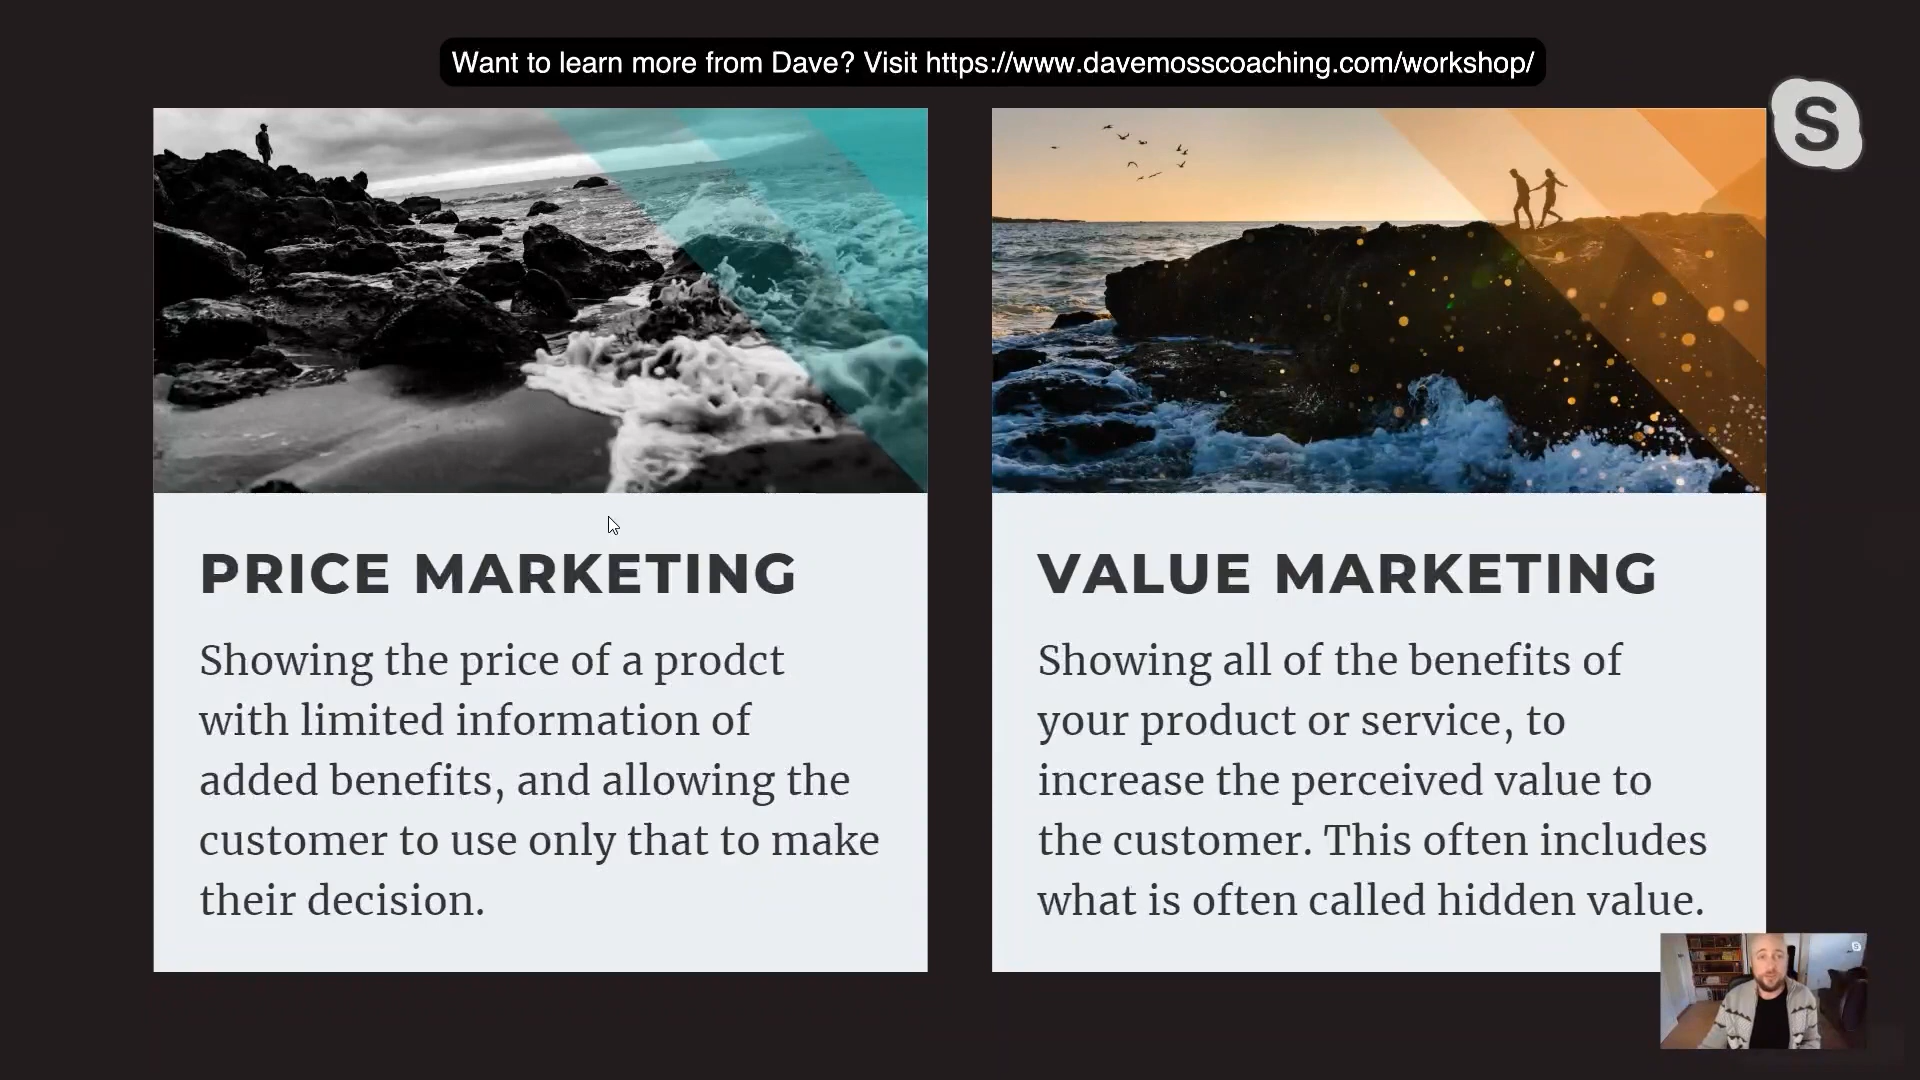 Want to learn more from Dave? Visit https://www.davemosscoaching.com/workshop/
S
PRICE MARKETING
Showing the price of a prodct
with limited information of
added benefits, and allowing the
customer to use only that to make
their decision.
VALUE MARKETING
Showing all of the benefits of
your product or service, to
increase the perceived value to
the customer. This often includes
what is often called hidden value.